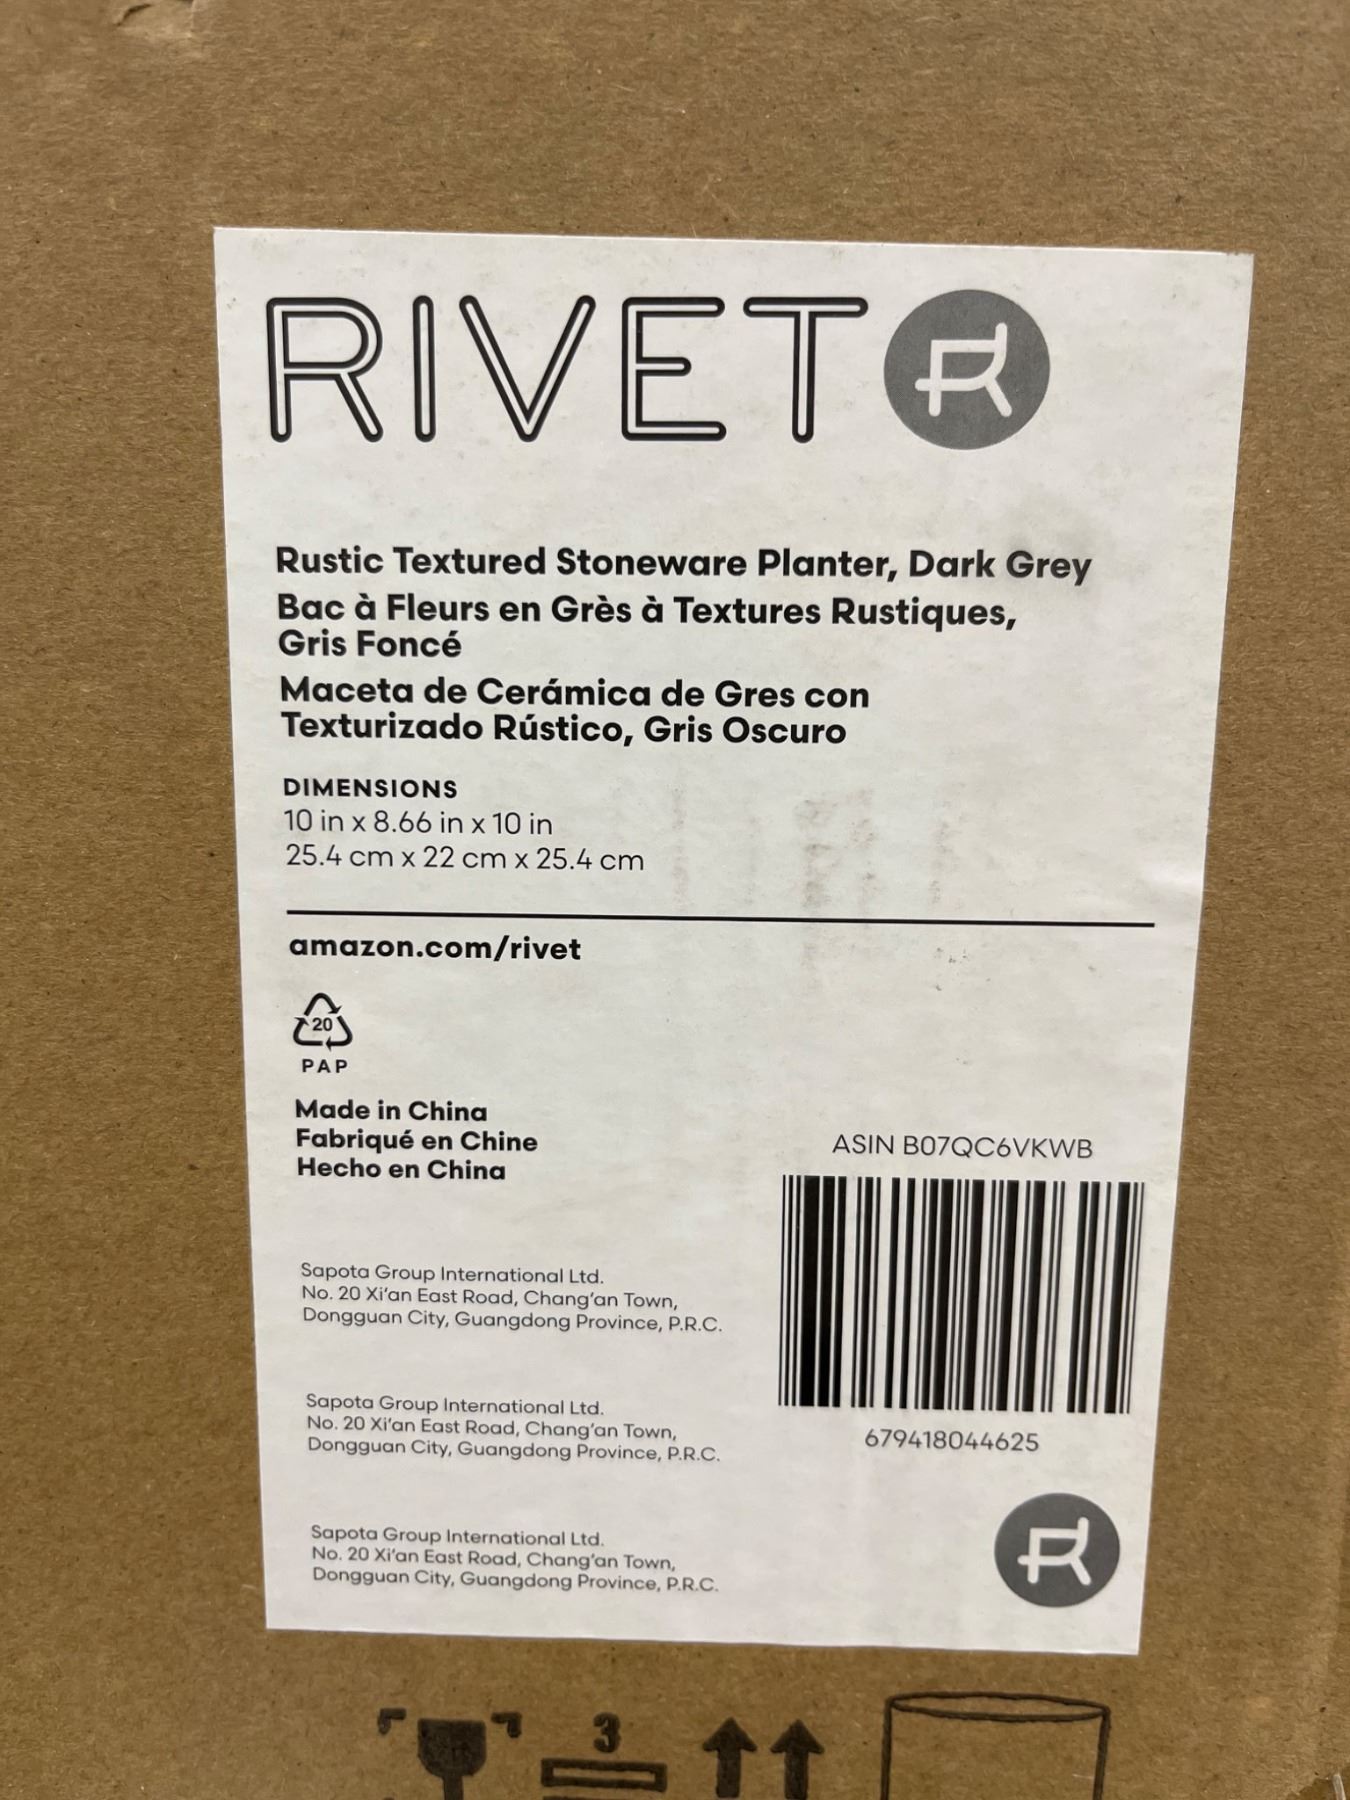 RIVET R
Rustic Textured Stoneware Planter, Dark Grey
Bac à Fleurs en Grès à Textures Rustiques,
Gris Foncé
Maceta de Cerámica de Gres con
Texturizado Rústico, Gris Oscuro
DIMENSIONS
10 in x 8.66 in x 10 in
25.4 cm x 22 cm x 25.4 cm
amazon.com/rivet
20
PAP
Made in China
Fabriqué en Chine
Hecho en China
ASIN B07QC6VKWB
Sapota Group International Ltd.
No. 20 Xi'an East Road, Chang'an Town,
Dongguan City, Guangdong Province, P.R.C.
Sapota Group International Ltd.
No. 20 Xi'an East Road, Chang'an Town,
Dongguan City, Guangdong Province, P.R.C.
679418044625
Sapota Group International Ltd.
No. 20 Xi'an East Road, Chang'an Town,
Dongguan City, Guangdong Province, P.R.C.
R
3